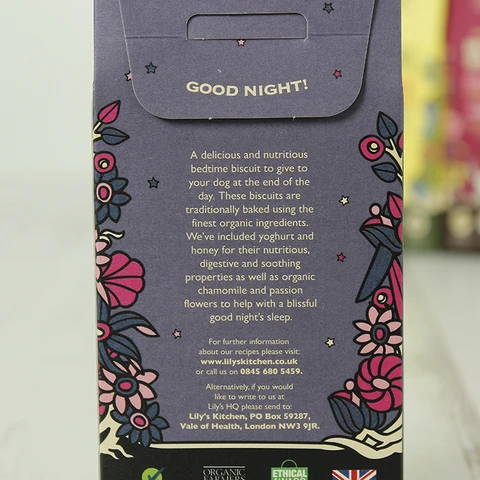 GOOD NIGHT!
A delicious and nutritious
bedtime biscuit to give to
your dog at the end of the
day. These biscuits are
traditionally baked using the
finest organic ingredients.
We've included yoghurt and
honey for their nutritious,
digestive and soothing
properties as well as organic
chamomile and passion
flowers to help with a blissful
good night's sleep.
For further information
about our recipes please visit:
www.lilyskitchen.co.uk
or call us on 0845 680 5459.
Alternatively, if you would
like to write to us at
Lily's HQ please send to:
Lily's Kitchen, PO Box 59287,
Vale of Health, London NW3 9JR.
ORGANIC
FARMERS
ETHICAL